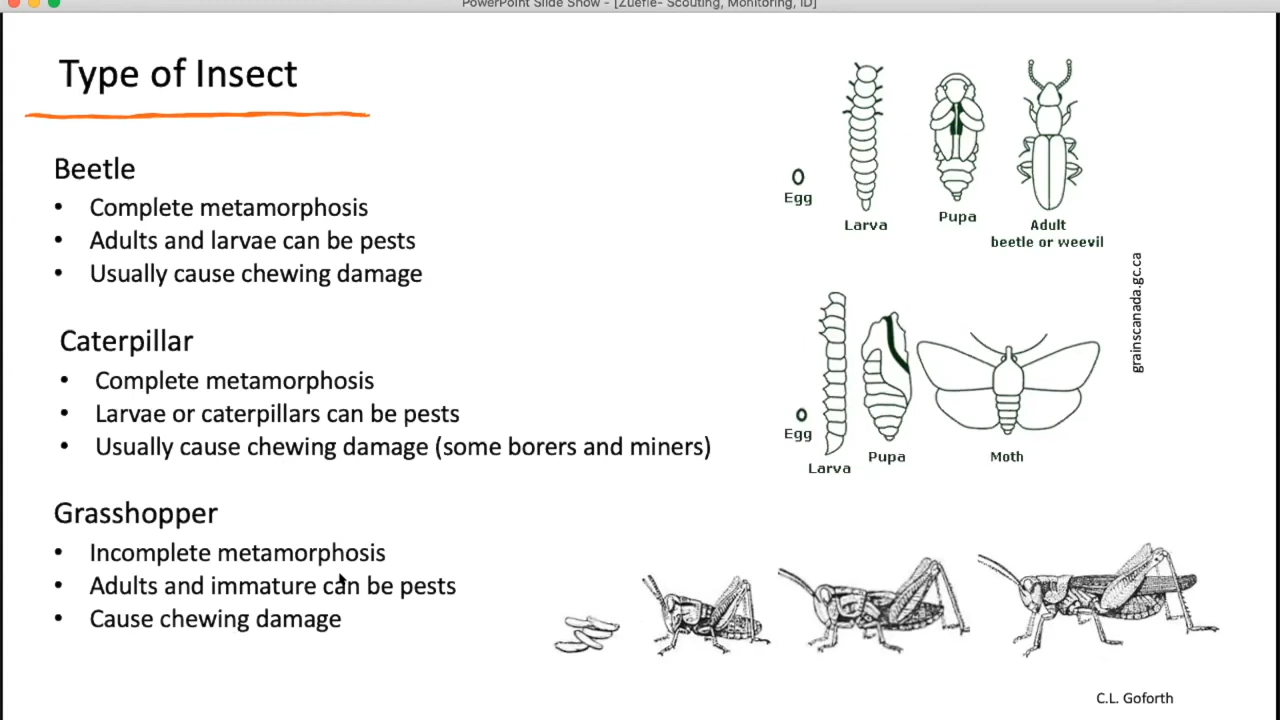 PowerPoint Slide Show - [Zuefle- Scouting, Monitoring, ID]
Type of Insect
Beetle
• Complete metamorphosis
• Adults and larvae can be pests
• Usually cause chewing damage
Caterpillar
• Complete metamorphosis
• Larvae or caterpillars can be pests
• Usually cause chewing damage (some borers and miners)
Grasshopper
• Incomplete metamorphosis
• Adults and immature can be pests
• Cause chewing damage
Egg
Larva
Pupa
Adult
beetle or weevil
grainscanada.gc.ca
Egg
Larva
Pupa
Moth
C.L. Goforth